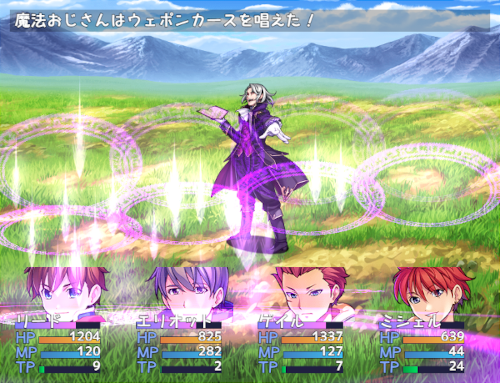 魔法おじさんはウェポンカースを唱えた！
リード エリオット ゲイル ミシェル
HP 1204 HP 825 HP 1337 HP 639
MP 120 MP 282 MP 127 MP 44
TP 9 TP 2 TP 7 TP 24